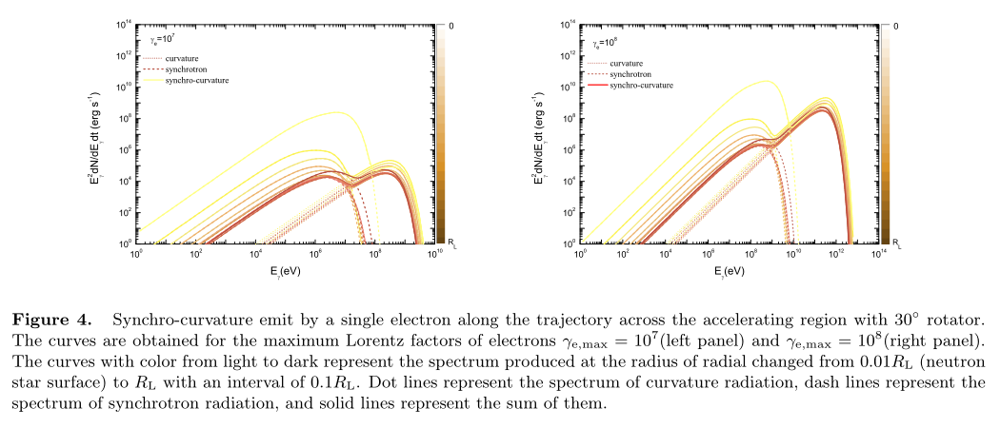 10^14
10^12
10^10
10^8
10^6
10^4
10^2
10^0
E_γ^2dN/dE_γdt (erg s^-1)
γ_e=10^7
curvature
synchrotron
synchro-curvature
10^0 10^2 10^4 10^6 10^8 10^10
E_γ(eV)
0
R_L
10^14
10^12
10^10
10^8
10^6
10^4
10^2
10^0
E_γ^2dN/dE_γdt (erg s^-1)
γ_e=10^8
curvature
synchrotron
synchro-curvature
10^0 10^2 10^4 10^6 10^8 10^10 10^12 10^14
E_γ(eV)
0
R_L
Figure 4. Synchro-curvature emit by a single electron along the trajectory across the accelerating region with 30° rotator.
The curves are obtained for the maximum Lorentz factors of electrons γ_e,max = 10^7(left panel) and γ_e,max = 10^8(right panel).
The curves with color from light to dark represent the spectrum produced at the radius of radial changed from 0.01R_L (neutron
star surface) to R_L with an interval of 0.1R_L. Dot lines represent the spectrum of curvature radiation, dash lines represent the
spectrum of synchrotron radiation, and solid lines represent the sum of them.